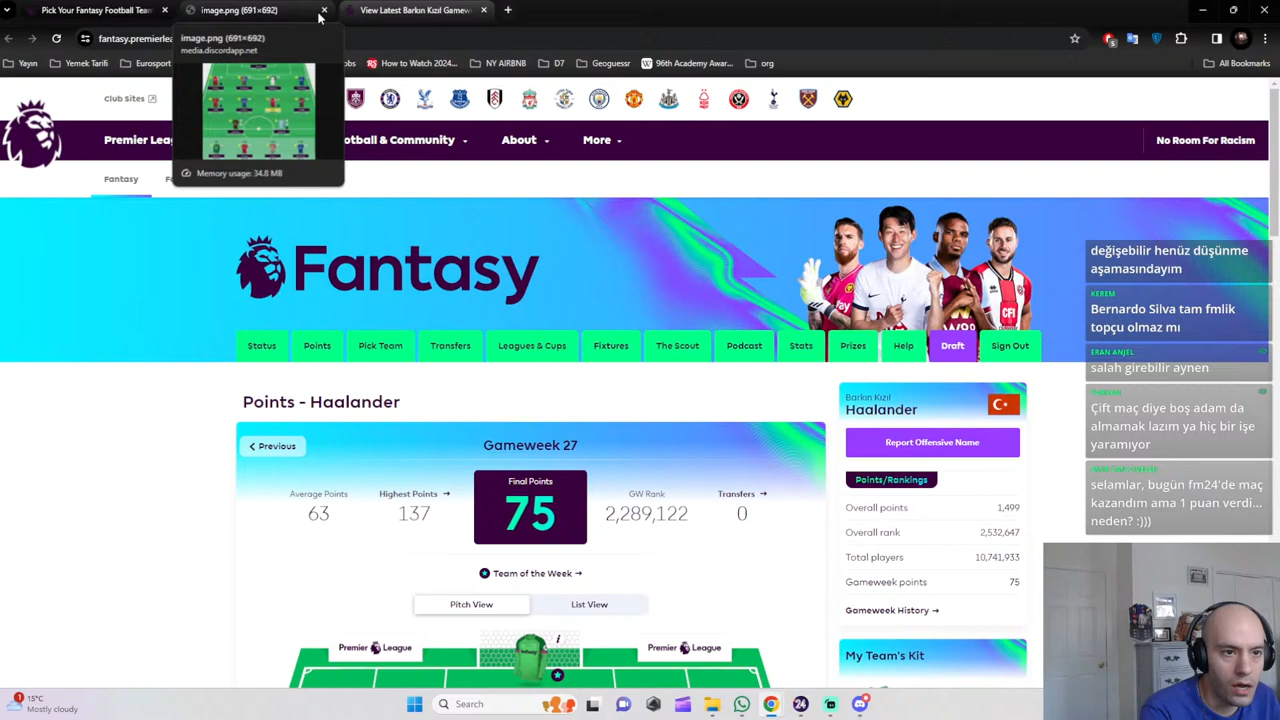 Pick Your Fantasy Football Team
image.png (691×692)
View Latest Barkın Kızıl Gamew
fantasy.premierle
image.png (691×692)
media.discordapp.net
Memory usage: 34.8 MB
Yayın
Yemek Tarifi
Eurosport
bs
How to Watch 2024...
NY AIRBNB
D7
Geoguessr
96th Academy Awar...
org
All Bookmarks
Club Sites
Premier Leag
ootball & Community
About
More
No Room For Racism
Fantasy
Fantasy
Status
Points
Pick Team
Transfers
Leagues & Cups
Fixtures
The Scout
Podcast
Stats
Prizes
Help
Draft
Sign Out
Points - Haalander
Previous
Gameweek 27
Average Points
63
Highest Points →
137
Final Points
75
GW Rank
2,289,122
Transfers →
0
Team of the Week →
Pitch View
List View
Premier League
fantasy
Premier League
Barkın Kızıl
Haalander
Report Offensive Name
Points/Rankings
Overall points 1,499
Overall rank 2,532,647
Total players 10,741,933
Gameweek points 75
Gameweek History →
My Team's Kit
değişebilir henüz düşünme
aşamasındayım
KEREM
Bernardo Silva tam fmlik
topçu olmaz mı
ERAN ANJEL
salah girebilir aynen
Çift maç diye boş adam da
almamak lazım ya hiç bir işe
yaramıyor
selamlar, bugün fm24'de maç
kazandım ama 1 puan verdi...
neden? :)))
15°C
Mostly cloudy
Search
24